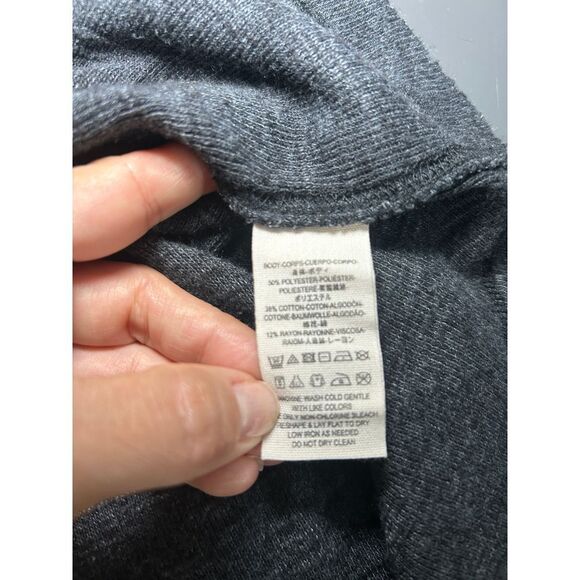 BODY-CORPS-CUERPO-CORPO-
身体-ボディ
50% POLYESTER-POLIÉSTER-
POLIESTERE-聚酯纖維-
ポリエステル
38% COTTON-COTON-ALGODÓN-
COTONE-BAUMWOLLE-ALGODÃO-
棉花-綿
12% RAYON-RAYONNE-VISCOSA-
RAION-人造絲-レーヨン
MACHINE WASH COLD GENTLE
WITH LIKE COLORS
ONLY NON-CHLORINE BLEACH
RESHAPE & LAY FLAT TO DRY
LOW IRON AS NEEDED
DO NOT DRY CLEAN